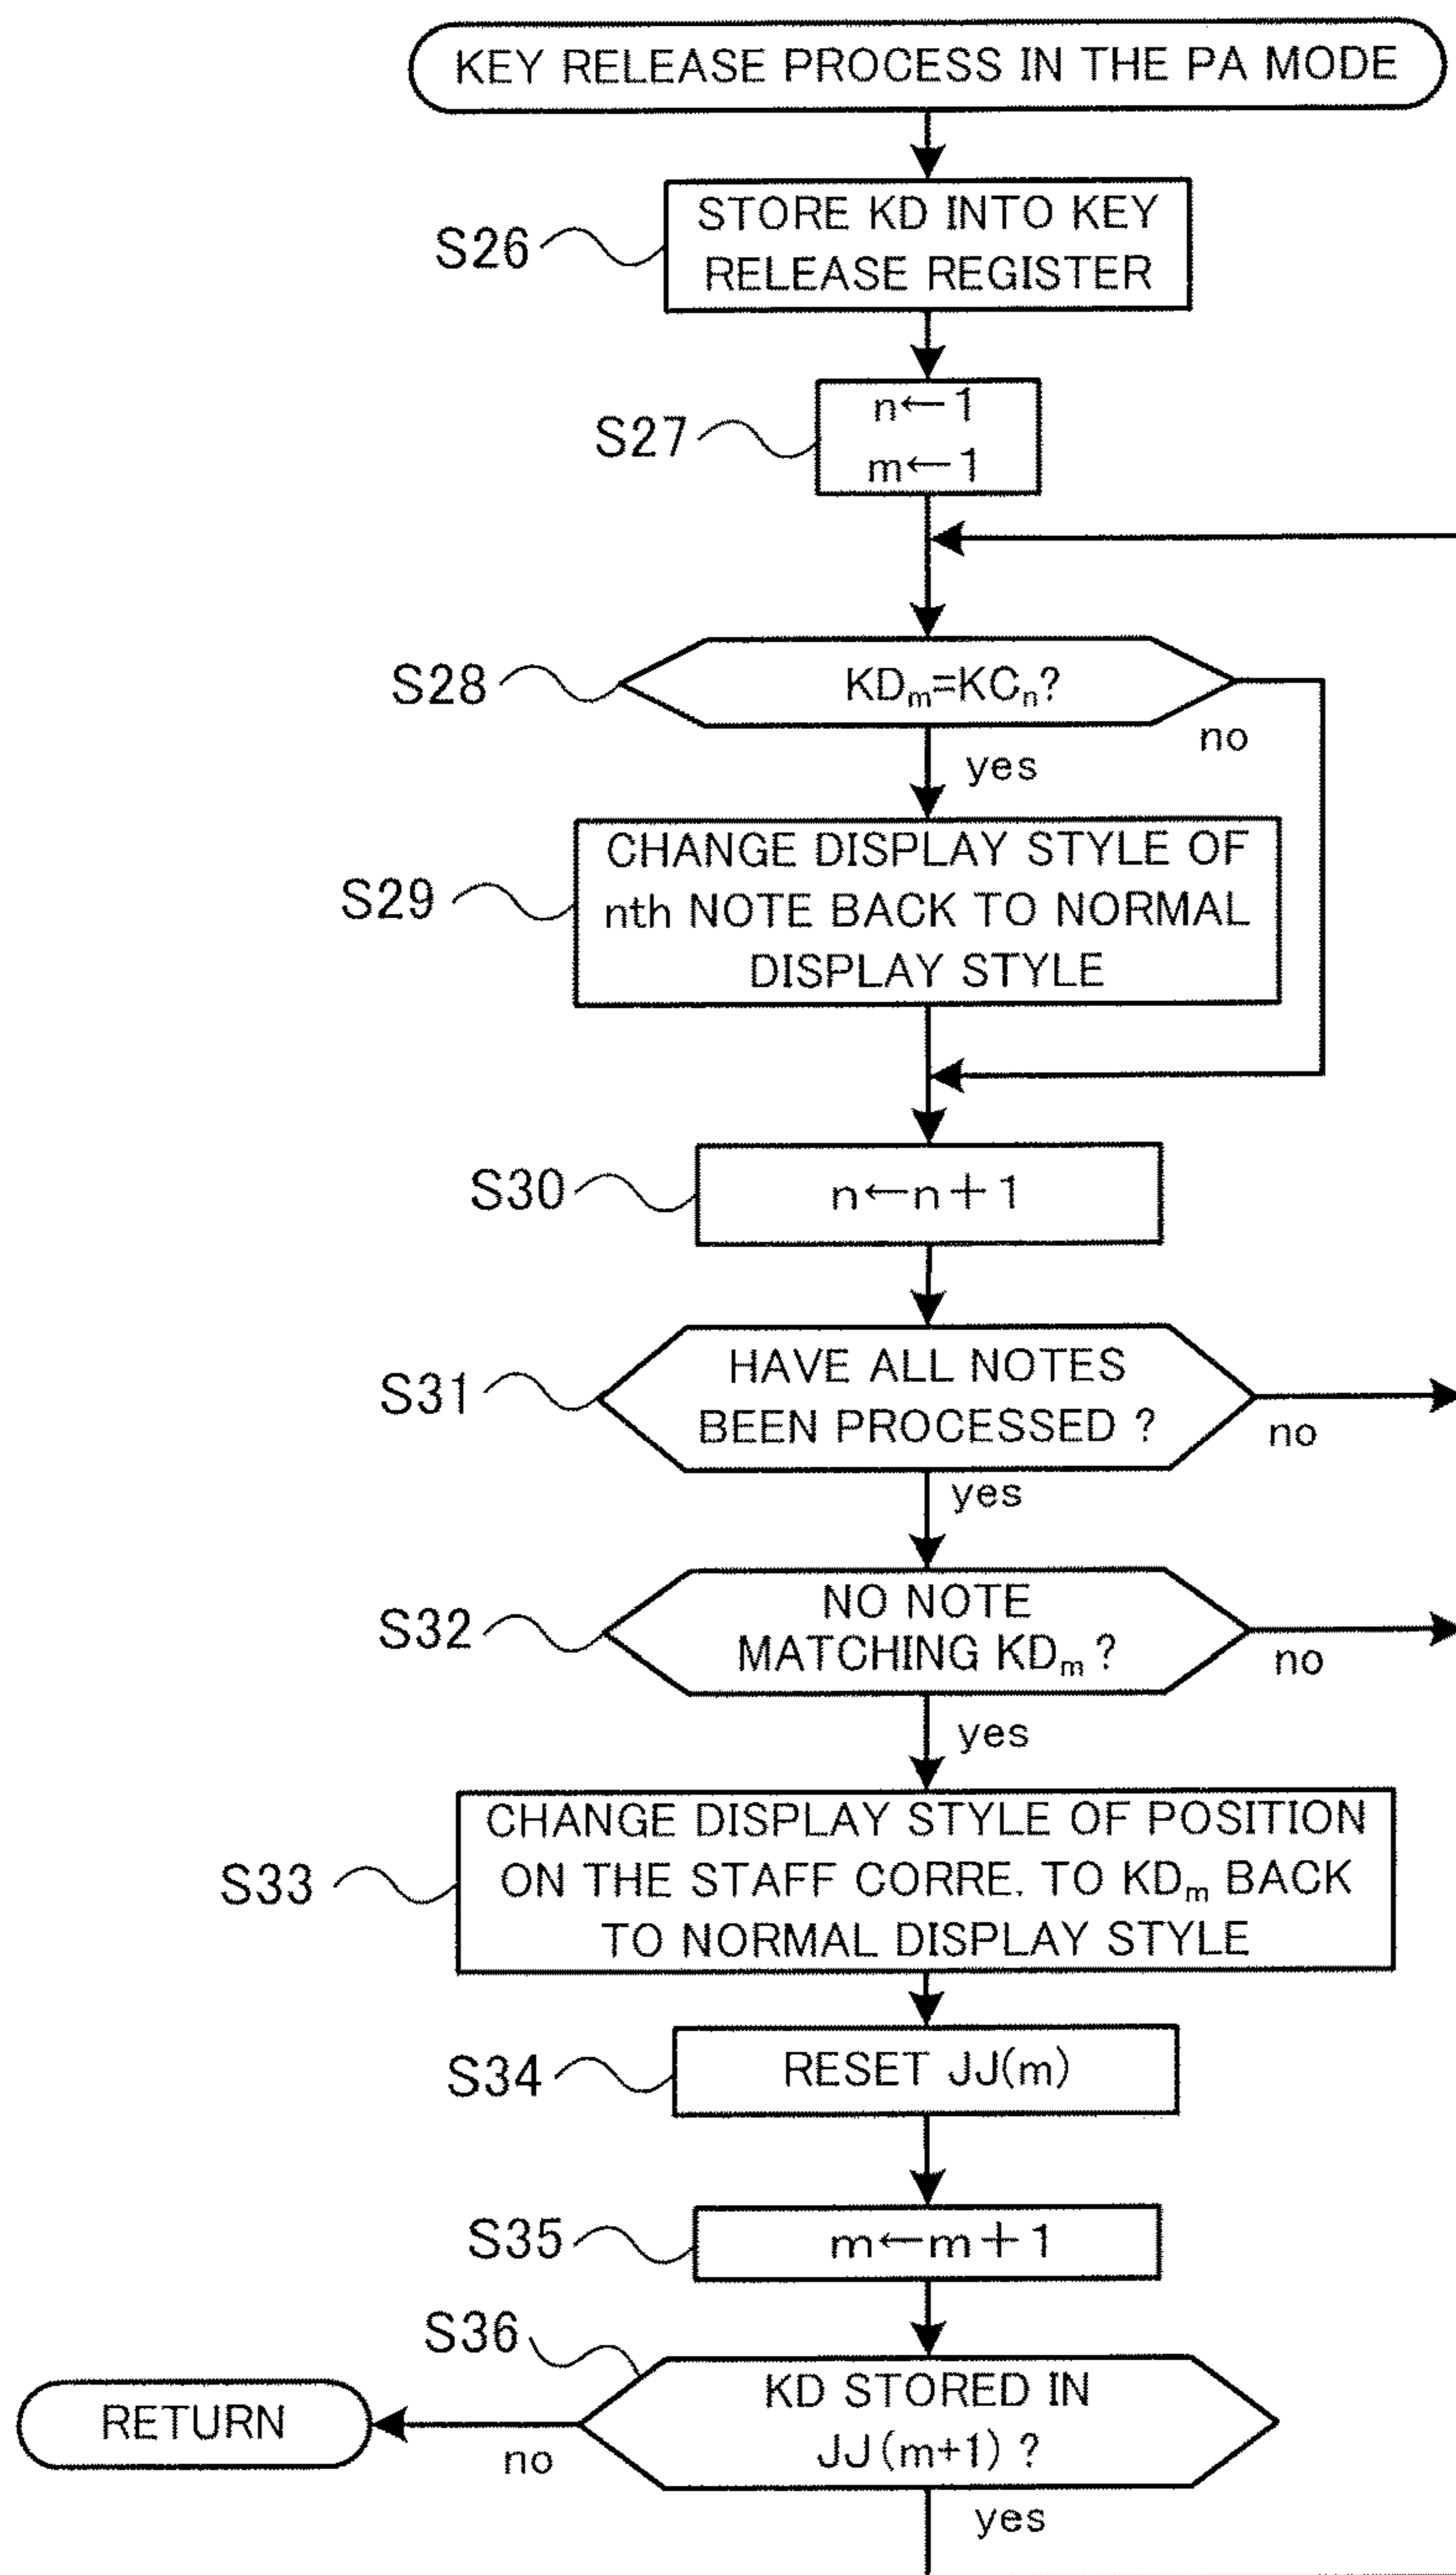 KEY RELEASE PROCESS IN THE PA MODE
S26
STORE KD INTO KEY
RELEASE REGISTER
S27
n←1
m←1
S28
KDm=KCn?
no
yes
S29
CHANGE DISPLAY STYLE OF
nth NOTE BACK TO NORMAL
DISPLAY STYLE
S30
n←n+1
S31
HAVE ALL NOTES
BEEN PROCESSED ?
no
yes
S32
NO NOTE
MATCHING KDm ?
no
yes
S33
CHANGE DISPLAY STYLE OF POSITION
ON THE STAFF CORRE. TO KDm BACK
TO NORMAL DISPLAY STYLE
S34
RESET JJ(m)
S35
m←m+1
S36
KD STORED IN
JJ(m+1) ?
RETURN
no
yes